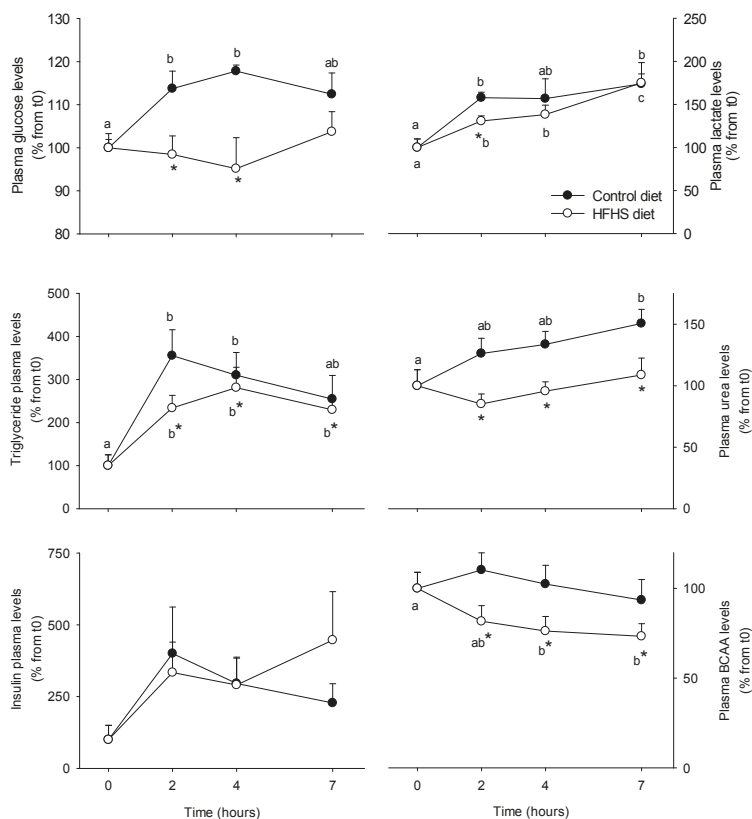 130
120
110
100
90
80
Plasma glucose levels
(% from t0)
a
b
b
ab
*
*
250
200
150
100
50
0
Plasma lactate levels
(% from t0)
a
b
ab
b
a
*b
b
c
Control diet
HFHS diet
500
400
300
200
100
0
Triglyceride plasma levels
(% from t0)
a
b
b
ab
b*
b*
b*
150
100
50
0
Plasma urea levels
(% from t0)
a
ab
ab
b
*
*
*
750
500
250
0
Insulin plasma levels
(% from t0)
0
2
4
7
Time (hours)
100
50
0
Plasma BCAA levels
(% from t0)
a
ab*
b*
b*
0
2
4
7
Time (hours)